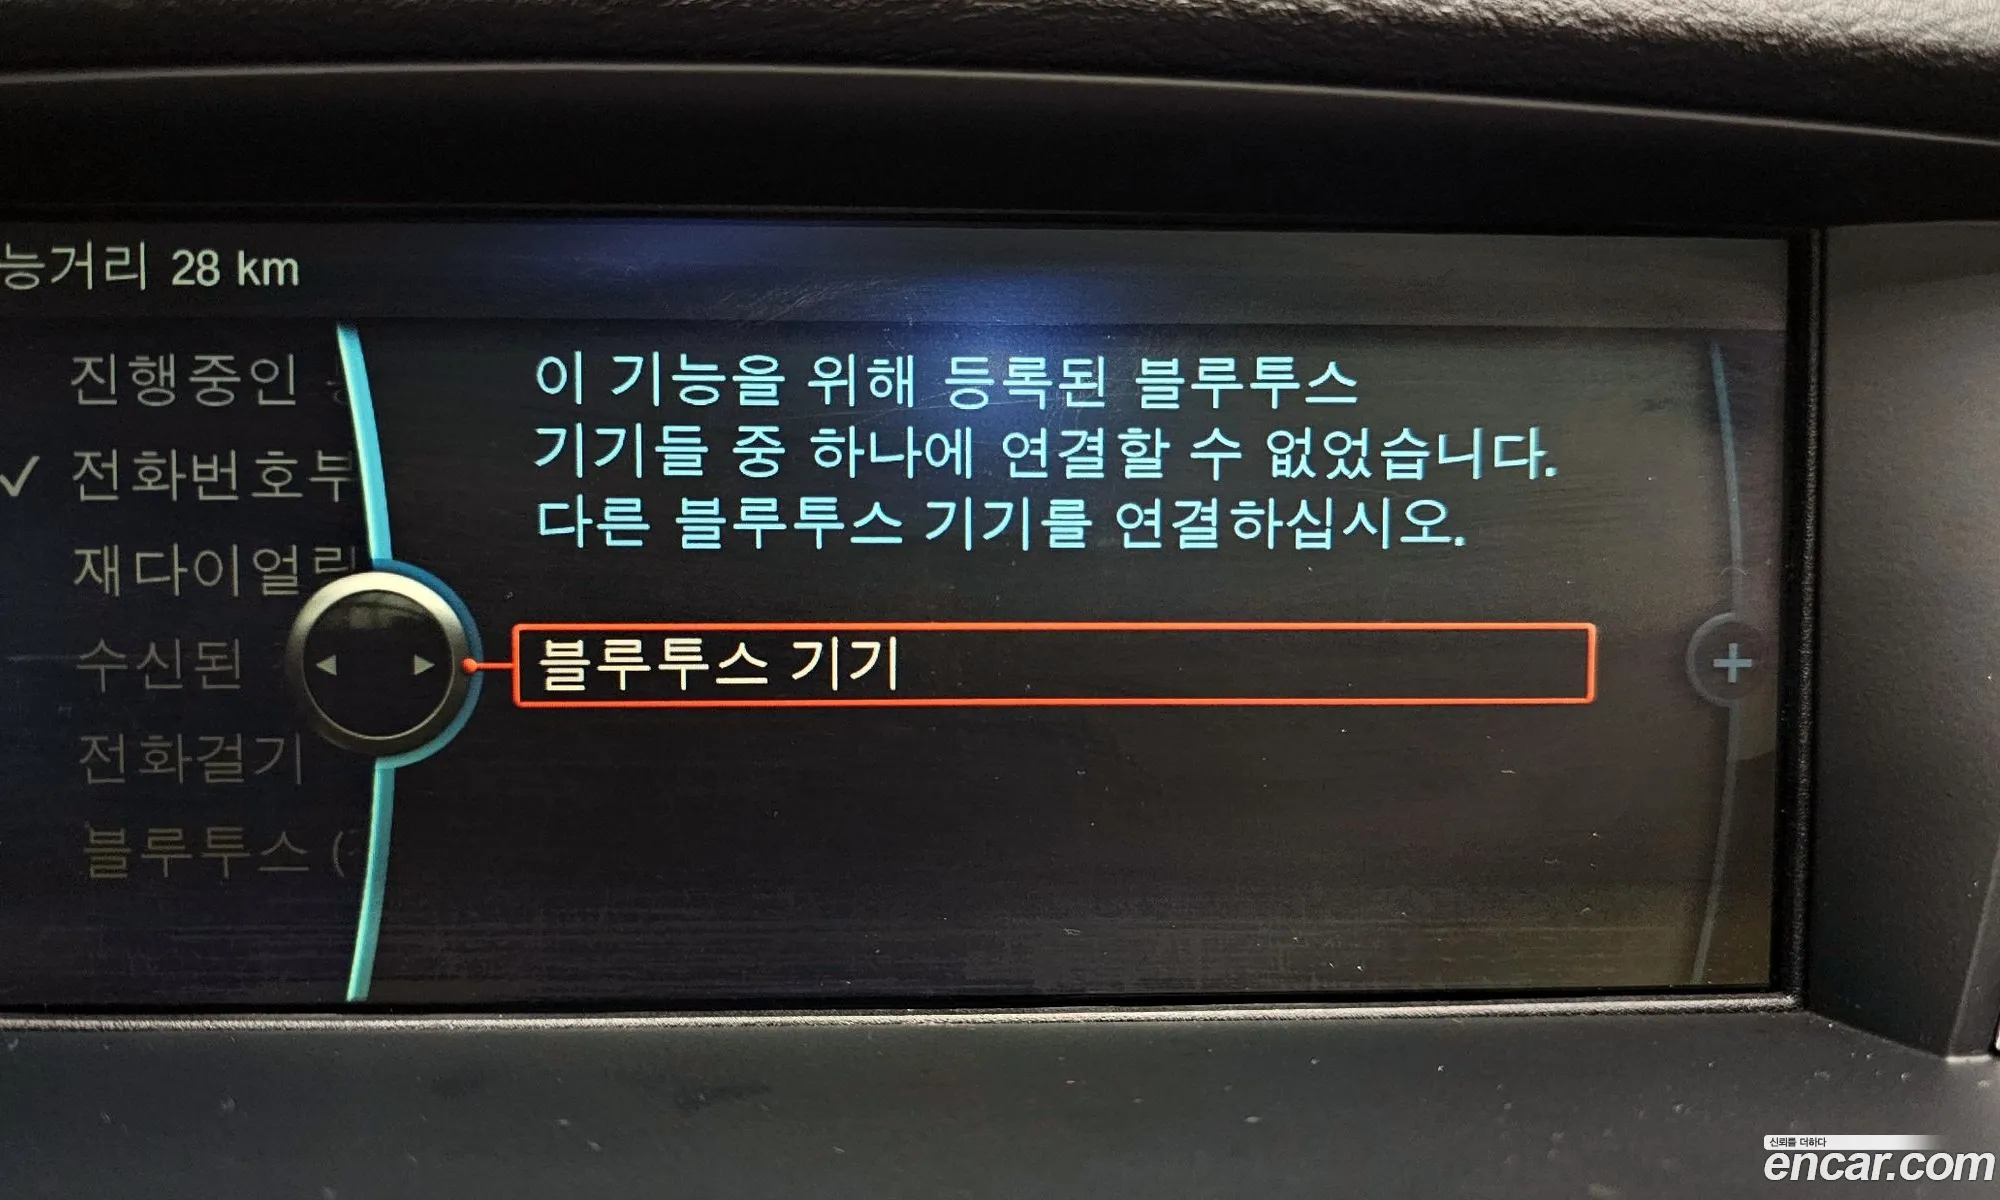 능거리 28 km
진행중인
전화번호부
재다이얼
수신된
전화걸기
블루투스 (
이 기능을 위해 등록된 블루투스
기기들 중 하나에 연결할 수 없었습니다.
다른 블루투스 기기를 연결하십시오.
블루투스 기기
신뢰를 더하다
encar.com